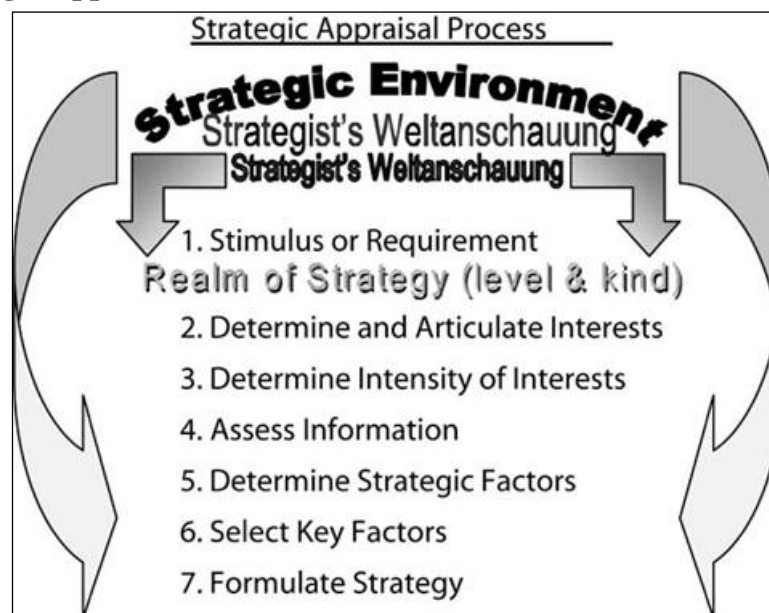 Strategic Appraisal Process
Strategic Environment
Strategist's Weltanschauung
Strategist's Weltanschauung
1. Stimulus or Requirement
Realm of Strategy (level & kind)
2. Determine and Articulate Interests
3. Determine Intensity of Interests
4. Assess Information
5. Determine Strategic Factors
6. Select Key Factors
7. Formulate Strategy